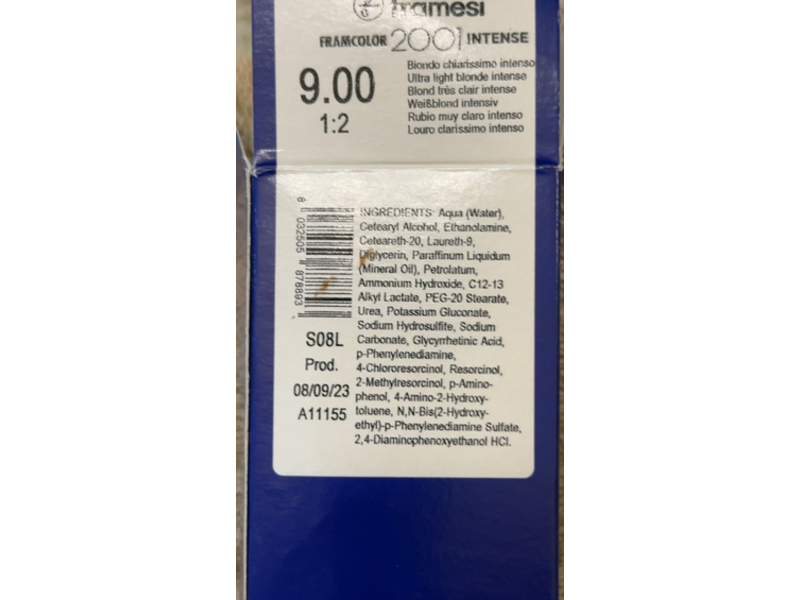 framesi
FRAMCOLOR 2001 INTENSE
9.00
1:2
Biondo chiarissimo intenso
Ultra light blonde intense
Blond très clair intense
Weißblond intensiv
Rubio muy claro intenso
Louro claríssimo intenso
8 032505 878893
S08L
Prod.
08/09/23
A11155
INGREDIENTS: Aqua (Water),
Cetearyl Alcohol, Ethanolamine,
Ceteareth-20, Laureth-9,
Diglycerin, Paraffinum Liquidum
(Mineral Oil), Petrolatum,
Ammonium Hydroxide, C12-13
Alkyl Lactate, PEG-20 Stearate,
Urea, Potassium Gluconate,
Sodium Hydrosulfite, Sodium
Carbonate, Glycyrrhetinic Acid,
p-Phenylenediamine,
4-Chlororesorcinol, Resorcinol,
2-Methylresorcinol, p-Amino-
phenol, 4-Amino-2-Hydroxy-
toluene, N,N-Bis(2-Hydroxy-
ethyl)-p-Phenylenediamine Sulfate,
2,4-Diaminophenoxyethanol HCl.